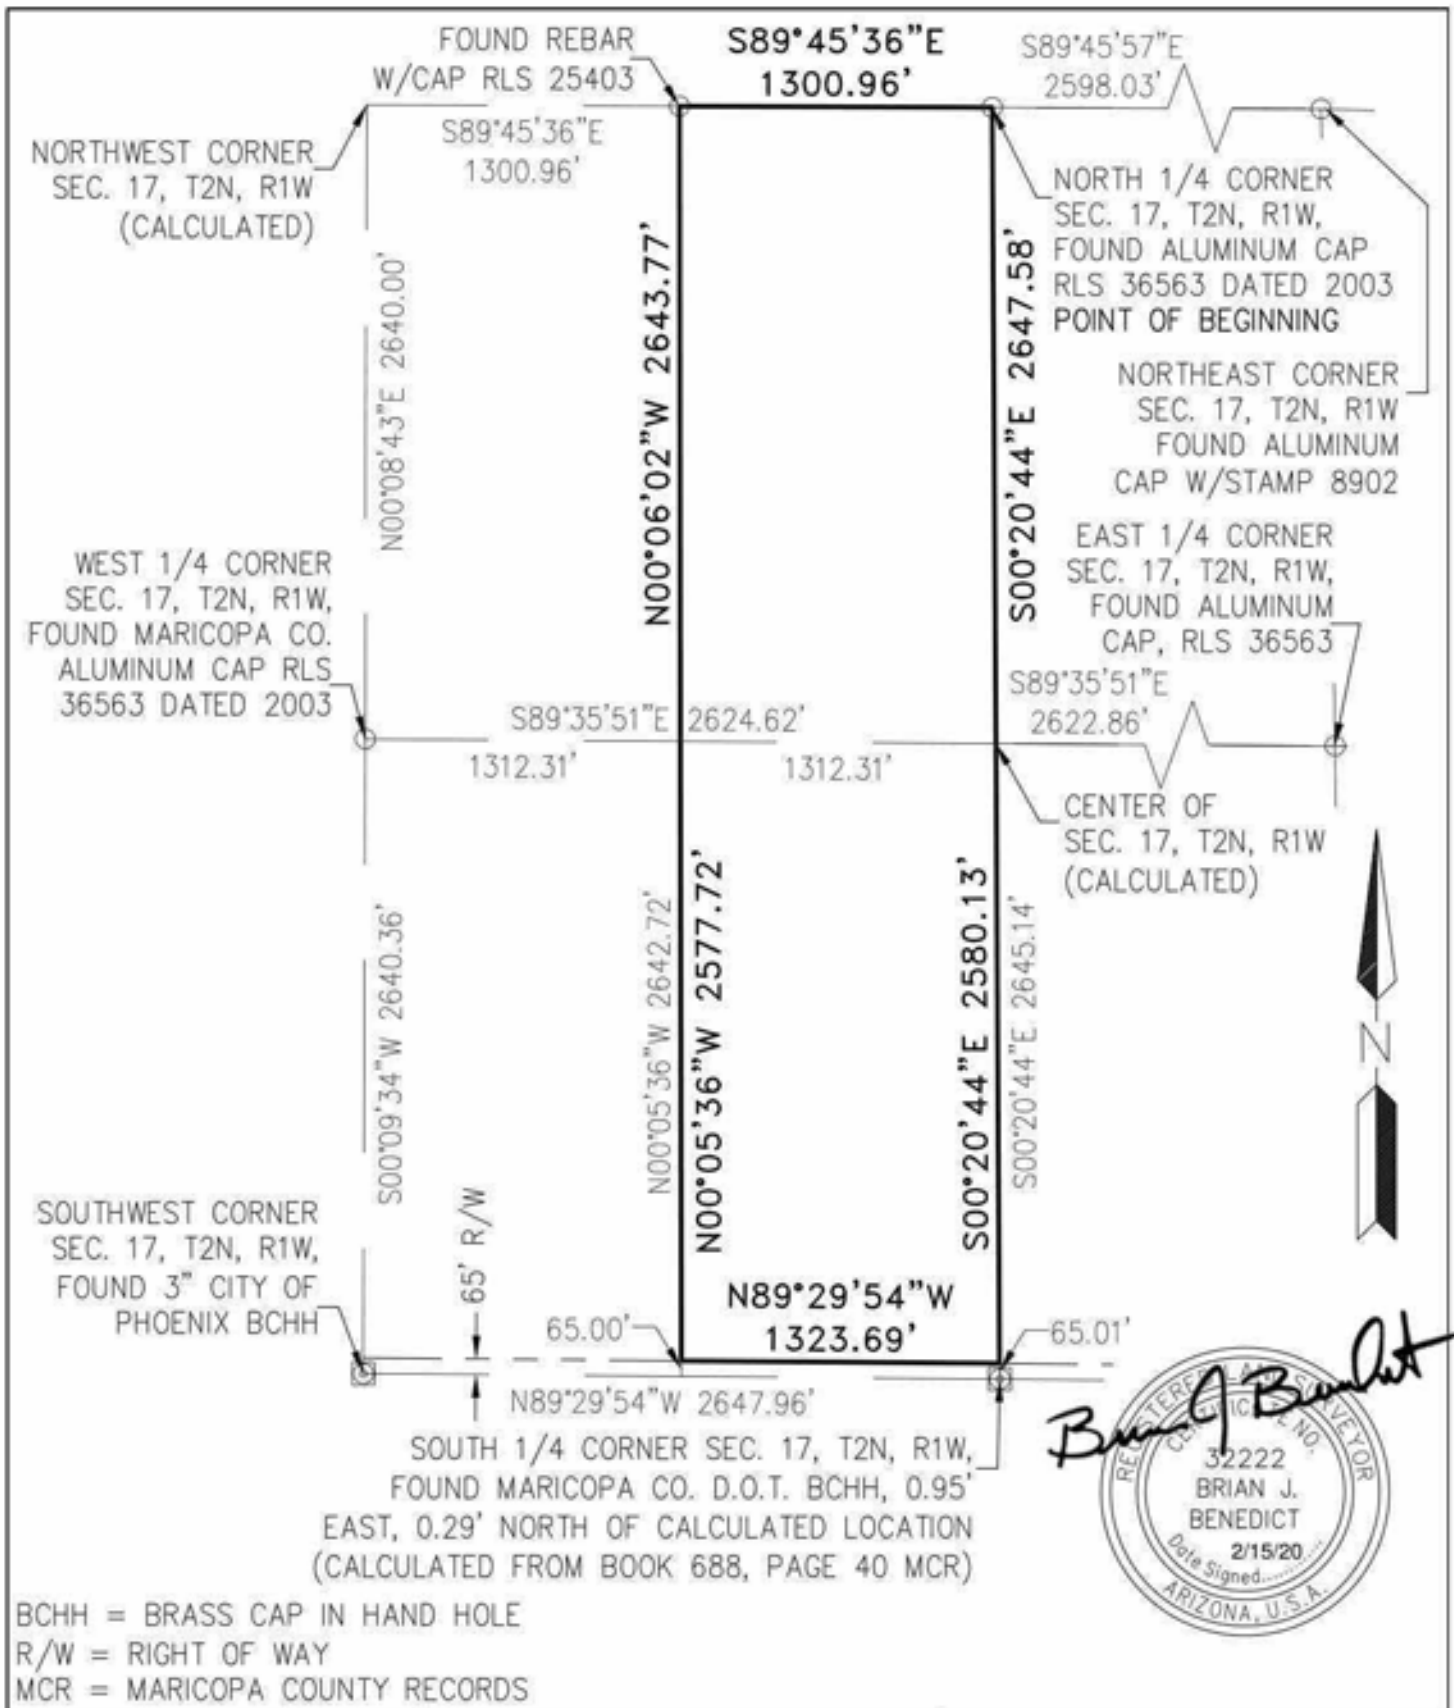 FOUND REBAR
W/CAP RLS 25403
S89°45'36"E
1300.96'
S89°45'57"E
2598.03'
S89°45'36"E
1300.96'
NORTHWEST CORNER
SEC. 17, T2N, R1W
(CALCULATED)
NORTH 1/4 CORNER
SEC. 17, T2N, R1W,
FOUND ALUMINUM CAP
RLS 36563 DATED 2003
POINT OF BEGINNING
N00°08'43"E 2640.00'
N00°06'02"W 2643.77'
S00°20'44"E 2647.58'
NORTHEAST CORNER
SEC. 17, T2N, R1W
FOUND ALUMINUM
CAP W/STAMP 8902
WEST 1/4 CORNER
SEC. 17, T2N, R1W,
FOUND MARICOPA CO.
ALUMINUM CAP RLS
36563 DATED 2003
EAST 1/4 CORNER
SEC. 17, T2N, R1W,
FOUND ALUMINUM
CAP, RLS 36563
S89°35'51"E 2624.62'
1312.31'
1312.31'
S89°35'51"E
2622.86'
CENTER OF
SEC. 17, T2N, R1W
(CALCULATED)
S00°09'34"W 2640.36'
N00°05'36"W 2642.72'
N00°05'36"W 2577.72'
S00°20'44"E 2580.13'
S00°20'44"E 2645.14'
N
SOUTHWEST CORNER
SEC. 17, T2N, R1W,
FOUND 3" CITY OF
PHOENIX BCHH
65' R/W
65.00'
N89°29'54"W
1323.69'
65.01'
N89°29'54"W 2647.96'
SOUTH 1/4 CORNER SEC. 17, T2N, R1W,
FOUND MARICOPA CO. D.O.T. BCHH, 0.95'
EAST, 0.29' NORTH OF CALCULATED LOCATION
(CALCULATED FROM BOOK 688, PAGE 40 MCR)
REGISTERED LAND SURVEYOR
CERTIFICATE NO.
32222
BRIAN J.
BENEDICT
2/15/20
Date Signed
ARIZONA, U.S.A.
Brian J Benedict
BCHH = BRASS CAP IN HAND HOLE
R/W = RIGHT OF WAY
MCR = MARICOPA COUNTY RECORDS